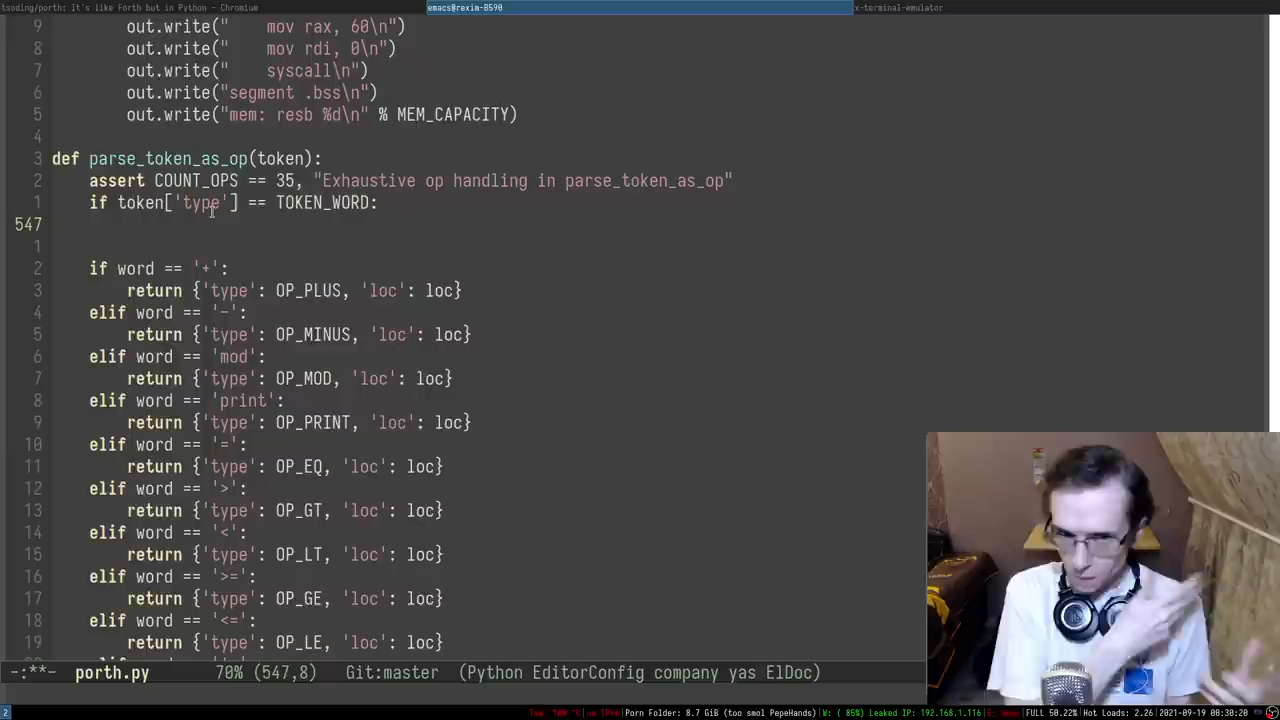 tsoding/porth: It's like Forth but in Python - Chromium
emacs@rexim-B590
x-terminal-emulator
9 out.write("    mov rax, 60\n")
8 out.write("    mov rdi, 0\n")
7 out.write("    syscall\n")
6 out.write("segment .bss\n")
5 out.write("mem: resb %d\n" % MEM_CAPACITY)
4
3 def parse_token_as_op(token):
2 assert COUNT_OPS == 35, "Exhaustive op handling in parse_token_as_op"
1 if token['type'] == TOKEN_WORD:
547
1
2 if word == '+':
3 return {'type': OP_PLUS, 'loc': loc}
4 elif word == '-':
5 return {'type': OP_MINUS, 'loc': loc}
6 elif word == 'mod':
7 return {'type': OP_MOD, 'loc': loc}
8 elif word == 'print':
9 return {'type': OP_PRINT, 'loc': loc}
10 elif word == '=':
11 return {'type': OP_EQ, 'loc': loc}
12 elif word == '>':
13 return {'type': OP_GT, 'loc': loc}
14 elif word == '<':
15 return {'type': OP_LT, 'loc': loc}
16 elif word == '>=':
17 return {'type': OP_GE, 'loc': loc}
18 elif word == '<=':
19 return {'type': OP_LE, 'loc': loc}
-:**- porth.py 70% (547,8) Git:master (Python EditorConfig company yas ElDoc)
2 Porn Folder: 8.7 GiB (too smol PepeHands) W: ( 85%) Leaked IP: 192.168.1.116 FULL 50.22% Hot Loads: 2.26 2021-09-19 00:30:20